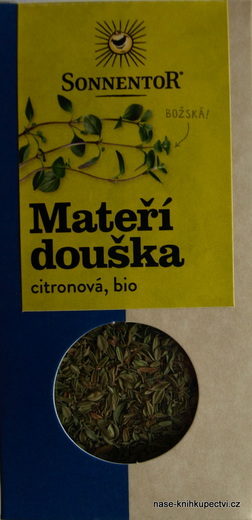 SONNENTOR®
BOŽSKÁ!
Mateří
douška
citronová, bio
nase-knihkupectvi.cz